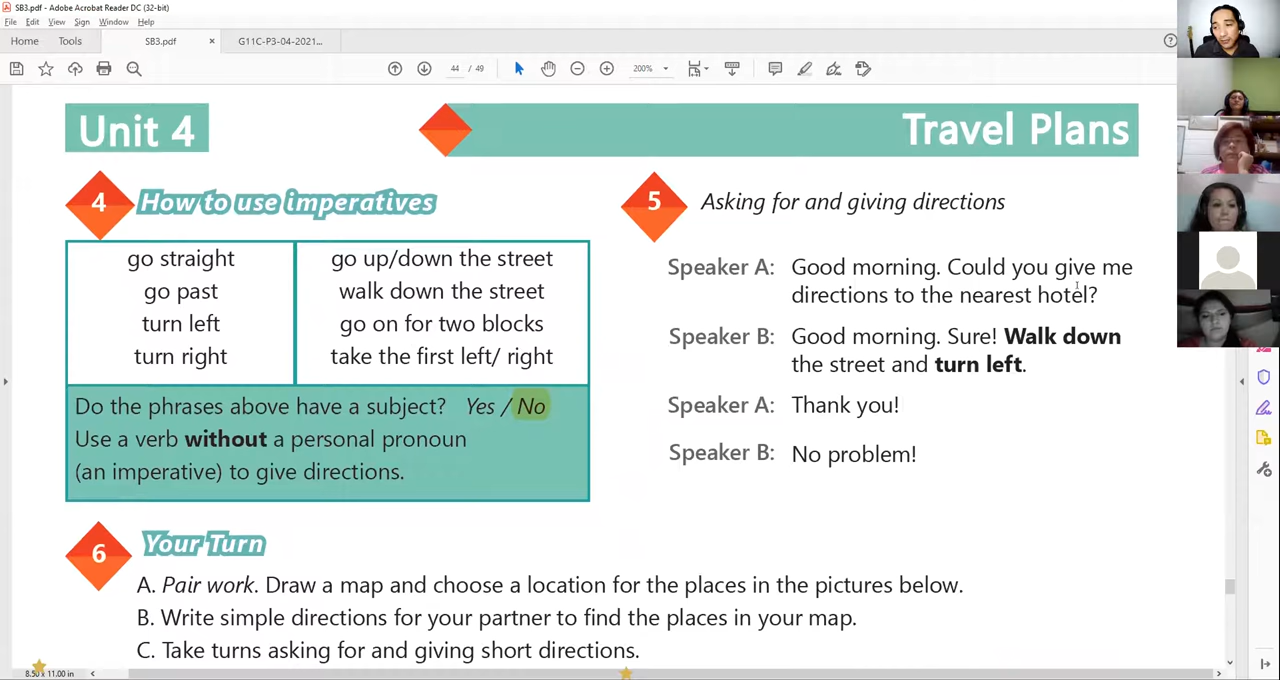 SB3.pdf - Adobe Acrobat Reader DC (32-bit)
File Edit View Sign Window Help
Home Tools SB3.pdf × G11C-P3-04-2021...
44 / 49 200%
Unit 4
Travel Plans
4 How to use imperatives
go straight
go past
turn left
turn right
go up/down the street
walk down the street
go on for two blocks
take the first left/ right
Do the phrases above have a subject? Yes / No
Use a verb without a personal pronoun
(an imperative) to give directions.
5 Asking for and giving directions
Speaker A: Good morning. Could you give me
directions to the nearest hotel?
Speaker B: Good morning. Sure! Walk down
the street and turn left.
Speaker A: Thank you!
Speaker B: No problem!
6 Your Turn
A. Pair work. Draw a map and choose a location for the places in the pictures below.
B. Write simple directions for your partner to find the places in your map.
C. Take turns asking for and giving short directions.
8.50 x 11.00 in